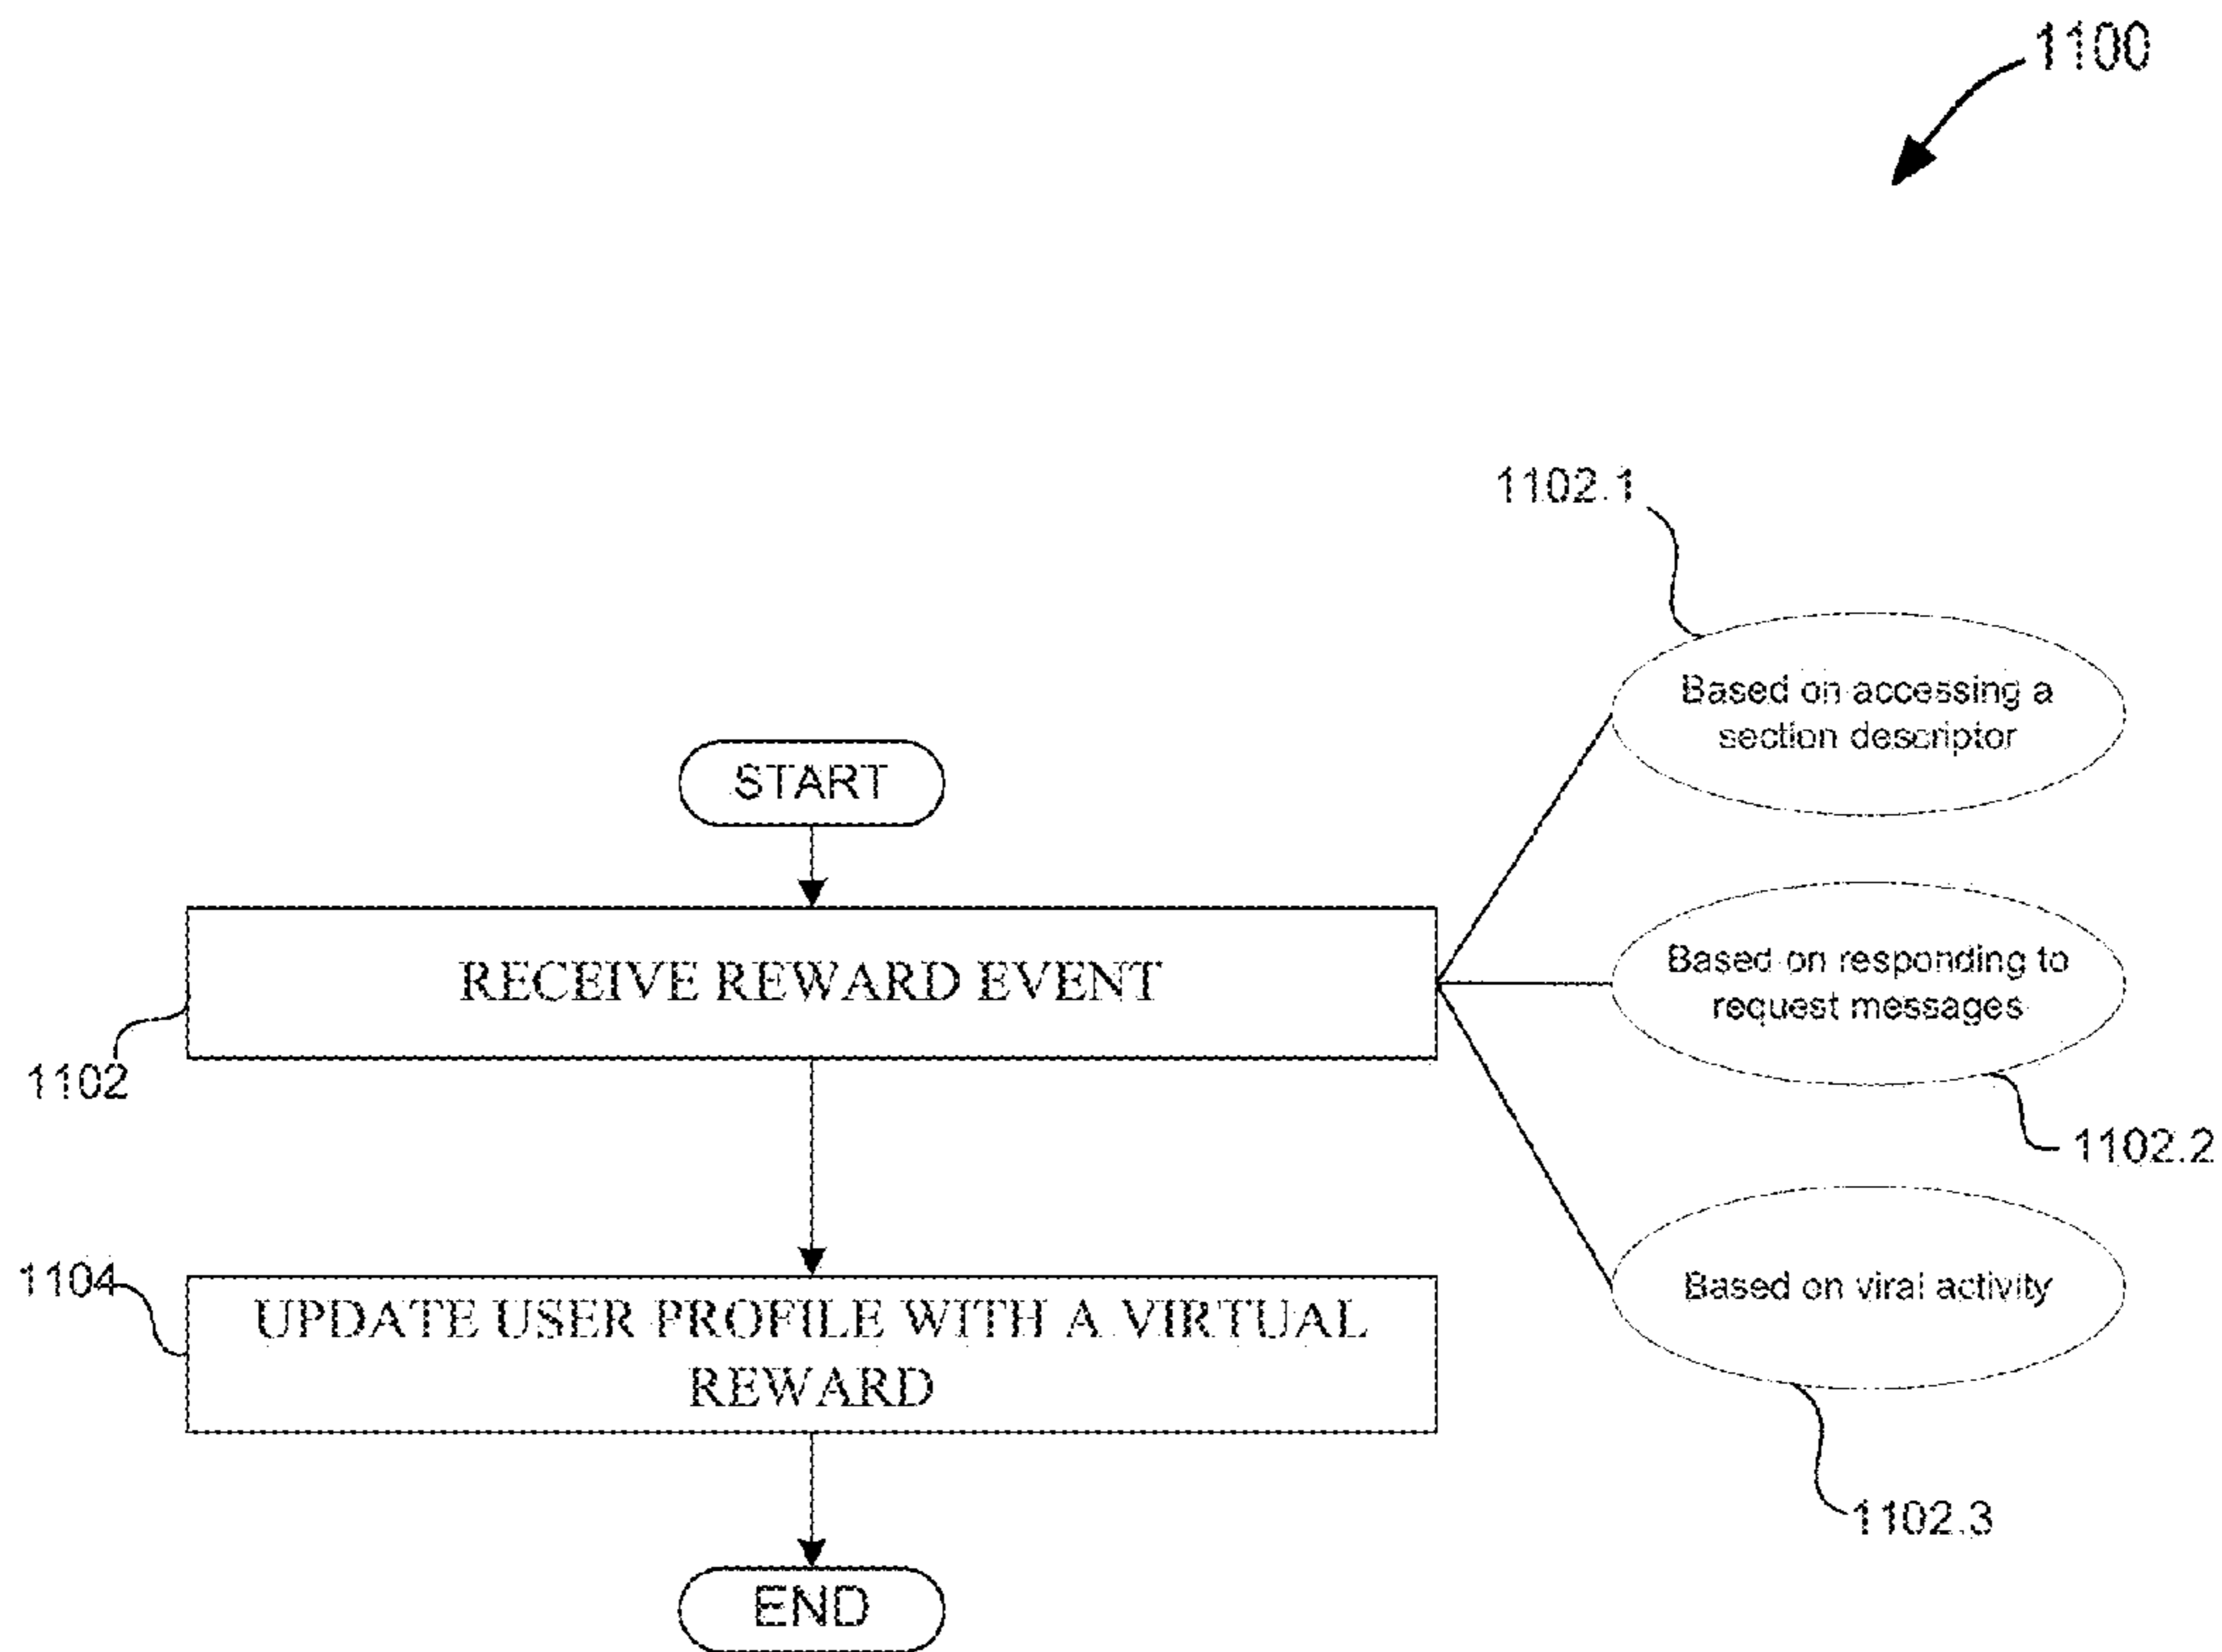 1100
1102.1
Based on accessing a
section descriptor
START
Based on responding to
request messages
RECEIVE REWARD EVENT
1102
1102.2
1104
UPDATE USER PROFILE WITH A VIRTUAL
REWARD
Based on viral activity
1102.3
END